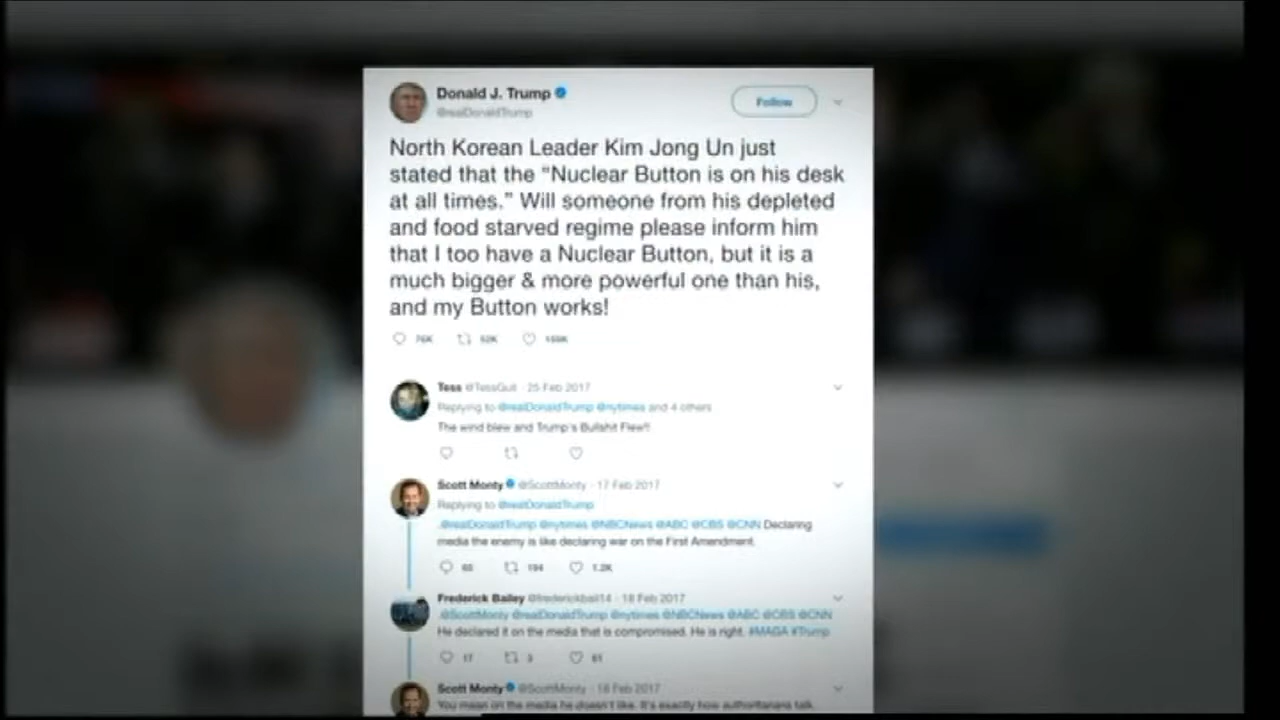 Donald J. Trump
@realDonaldTrump
Follow
North Korean Leader Kim Jong Un just
stated that the “Nuclear Button is on his desk
at all times.” Will someone from his depleted
and food starved regime please inform him
that I too have a Nuclear Button, but it is a
much bigger & more powerful one than his,
and my Button works!
76K 52K
Tess @TessGull · 25 Feb 2017
Replying to @realDonaldTrump @nytimes and 4 others
The wind blew and Trump's Bullshit Flew!!
Scott Monty @ScottMonty · 17 Feb 2017
Replying to @realDonaldTrump
.@realDonaldTrump @nytimes @NBCNews @ABC @CBS @CNN Declaring
media the enemy is like declaring war on the First Amendment.
194 1.2K
Frederick Bailey @frederickbail14 · 18 Feb 2017
@ScottMonty @realDonaldTrump @nytimes @NBCNews @ABC @CBS @CNN
He declared it on the media that is compromised. He is right. #MAGA #Trump
17 3 61
Scott Monty @ScottMonty · 18 Feb 2017
You mean on the media he doesn't like. It's exactly how authoritarians talk.